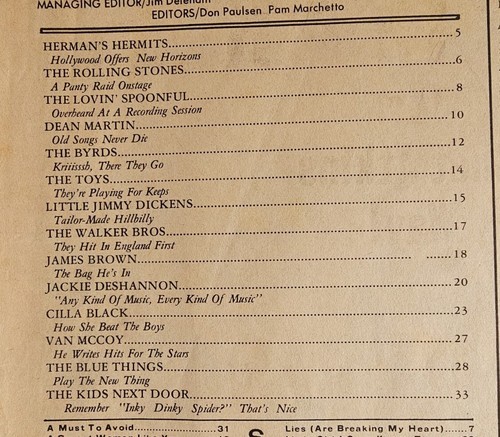 MANAGING EDITOR/Jim Delehant
EDITORS/Don Paulsen Pam Marchetto
HERMAN'S HERMITS 5
Hollywood Offers New Horizons
THE ROLLING STONES 6
A Panty Raid Onstage
THE LOVIN' SPOONFUL 8
Overheard At A Recording Session
DEAN MARTIN 10
Old Songs Never Die
THE BYRDS 12
Kriiisssh, There They Go
THE TOYS 14
They're Playing For Keeps
LITTLE JIMMY DICKENS 15
Tailor-Made Hillbilly
THE WALKER BROS. 17
They Hit In England First
JAMES BROWN 18
The Bag He's In
JACKIE DESHANNON 20
"Any Kind Of Music, Every Kind Of Music"
CILLA BLACK 23
How She Beat The Boys
VAN MCCOY 27
He Writes Hits For The Stars
THE BLUE THINGS 28
Play The New Thing
THE KIDS NEXT DOOR 33
Remember "Inky Dinky Spider?" That's Nice
A Must To Avoid 31
Lies (Are Breaking My Heart) 7
S